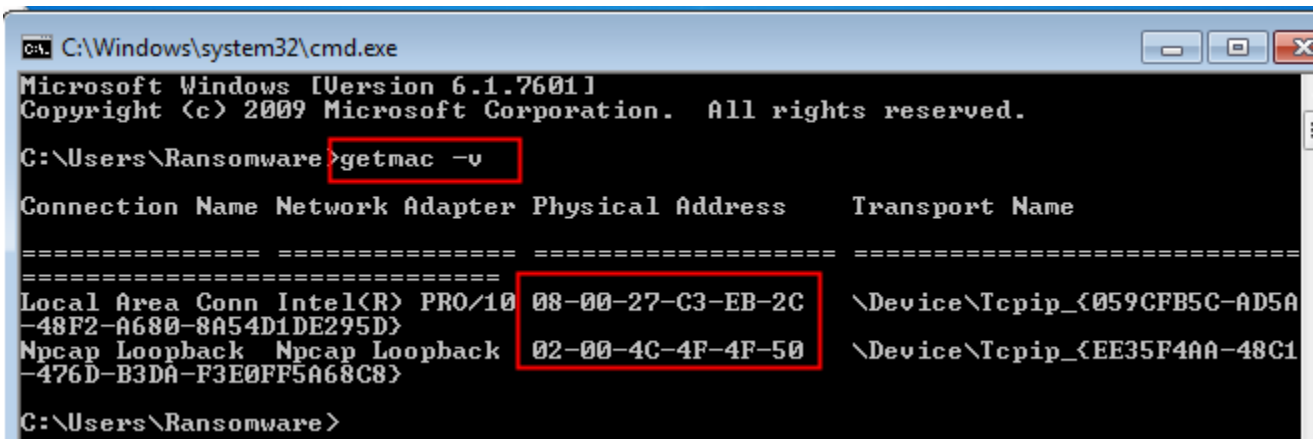 C:\Windows\system32\cmd.exe
Microsoft Windows [Version 6.1.7601]
Copyright (c) 2009 Microsoft Corporation.  All rights reserved.
C:\Users\Ransomware>getmac -v
Connection Name Network Adapter Physical Address    Transport Name
=============== =============== =================== ============================
==============================
Local Area Conn Intel(R) PRO/10 08-00-27-C3-EB-2C   \Device\Tcpip_{059CFB5C-AD5A
-48F2-A680-8A54D1DE295D}
Npcap Loopback  Npcap Loopback  02-00-4C-4F-4F-50   \Device\Tcpip_{EE35F4AA-48C1
-476D-B3DA-F3E0FF5A68C8}
C:\Users\Ransomware>